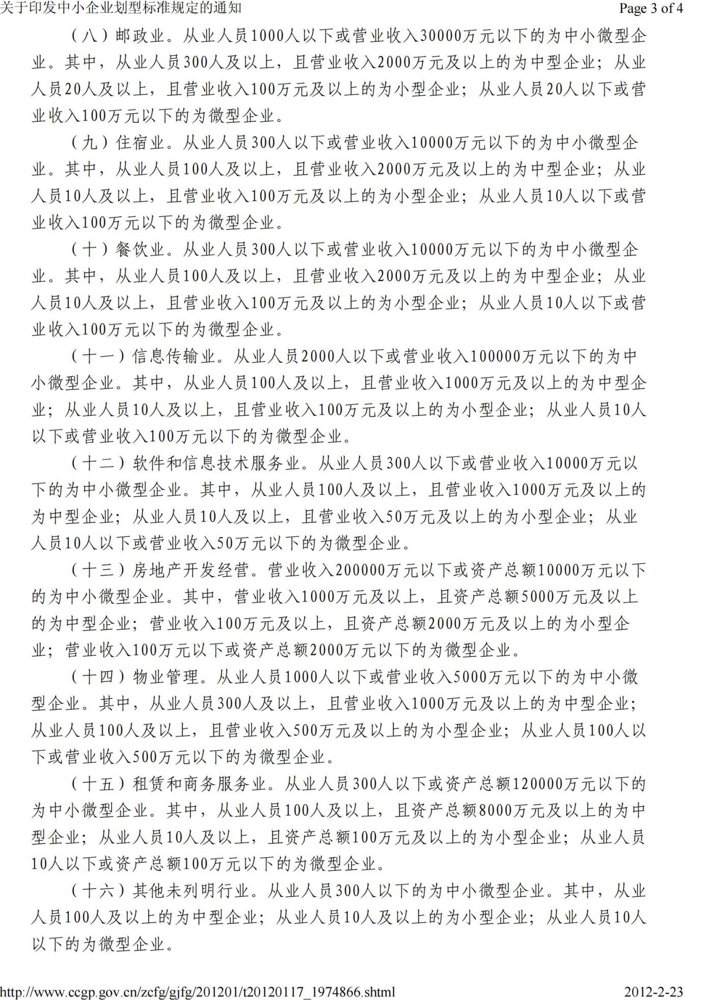 关于印发中小企业划型标准规定的通知
Page 3 of 4
（八）邮政业。从业人员1000人以下或营业收入30000万元以下的为中小微型企
业。其中，从业人员300人及以上，且营业收入2000万元及以上的为中型企业；从业
人员20人及以上，且营业收入100万元及以上的为小型企业；从业人员20人以下或营
业收入100万元以下的为微型企业。
（九）住宿业。从业人员300人以下或营业收入10000万元以下的为中小微型企
业。其中，从业人员100人及以上，且营业收入2000万元及以上的为中型企业；从业
人员10人及以上，且营业收入100万元及以上的为小型企业；从业人员10人以下或营
业收入100万元以下的为微型企业。
（十）餐饮业。从业人员300人以下或营业收入10000万元以下的为中小微型企
业。其中，从业人员100人及以上，且营业收入2000万元及以上的为中型企业；从业
人员10人及以上，且营业收入100万元及以上的为小型企业；从业人员10人以下或营
业收入100万元以下的为微型企业。
（十一）信息传输业。从业人员2000人以下或营业收入100000万元以下的为中
小微型企业。其中，从业人员100人及以上，且营业收入1000万元及以上的为中型企
业；从业人员10人及以上，且营业收入100万元及以上的为小型企业；从业人员10人
以下或营业收入100万元以下的为微型企业。
（十二）软件和信息技术服务业。从业人员300人以下或营业收入10000万元以
下的为中小微型企业。其中，从业人员100人及以上，且营业收入1000万元及以上的
为中型企业；从业人员10人及以上，且营业收入50万元及以上的为小型企业；从业
人员10人以下或营业收入50万元以下的为微型企业。
（十三）房地产开发经营。营业收入200000万元以下或资产总额10000万元以下
的为中小微型企业。其中，营业收入1000万元及以上，且资产总额5000万元及以上
的为中型企业；营业收入100万元及以上，且资产总额2000万元及以上的为小型企
业；营业收入100万元以下或资产总额2000万元以下的为微型企业。
（十四）物业管理。从业人员1000人以下或营业收入5000万元以下的为中小微
型企业。其中，从业人员300人及以上，且营业收入1000万元及以上的为中型企业；
从业人员100人及以上，且营业收入500万元及以上的为小型企业；从业人员100人以
下或营业收入500万元以下的为微型企业。
（十五）租赁和商务服务业。从业人员300人以下或资产总额120000万元以下的
为中小微型企业。其中，从业人员100人及以上，且资产总额8000万元及以上的为中
型企业；从业人员10人及以上，且资产总额100万元及以上的为小型企业；从业人员
10人以下或资产总额100万元以下的为微型企业。
（十六）其他未列明行业。从业人员300人以下的为中小微型企业。其中，从业
人员100人及以上的为中型企业；从业人员10人及以上的为小型企业；从业人员10人
以下的为微型企业。
http://www.ccgp.gov.cn/zcfg/gjfg/201201/t20120117_1974866.shtml
2012-2-23